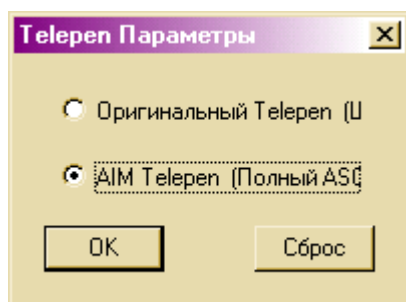 Telepen Параметры
Оригинальный Telepen (Ц
AIM Telepen (Полный ASC
OK
Сброс